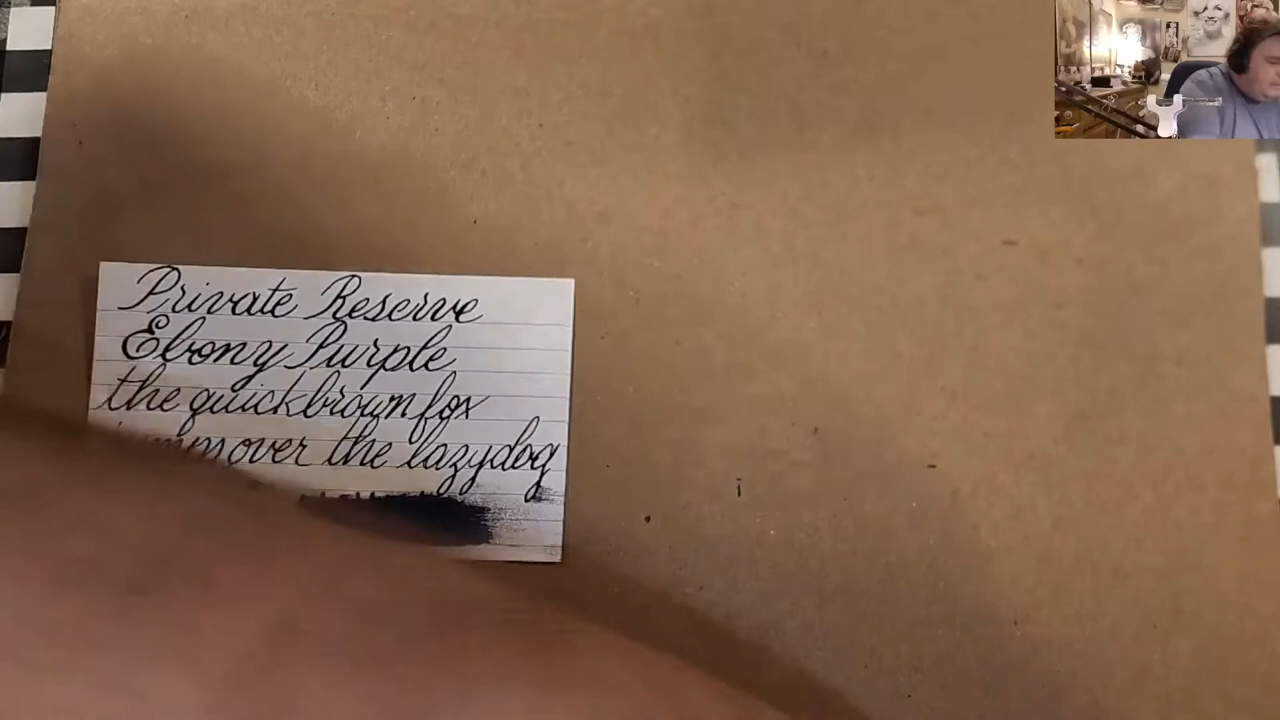 Private Reserve
Ebony Purple
the quick brown fox
over the lazy dog